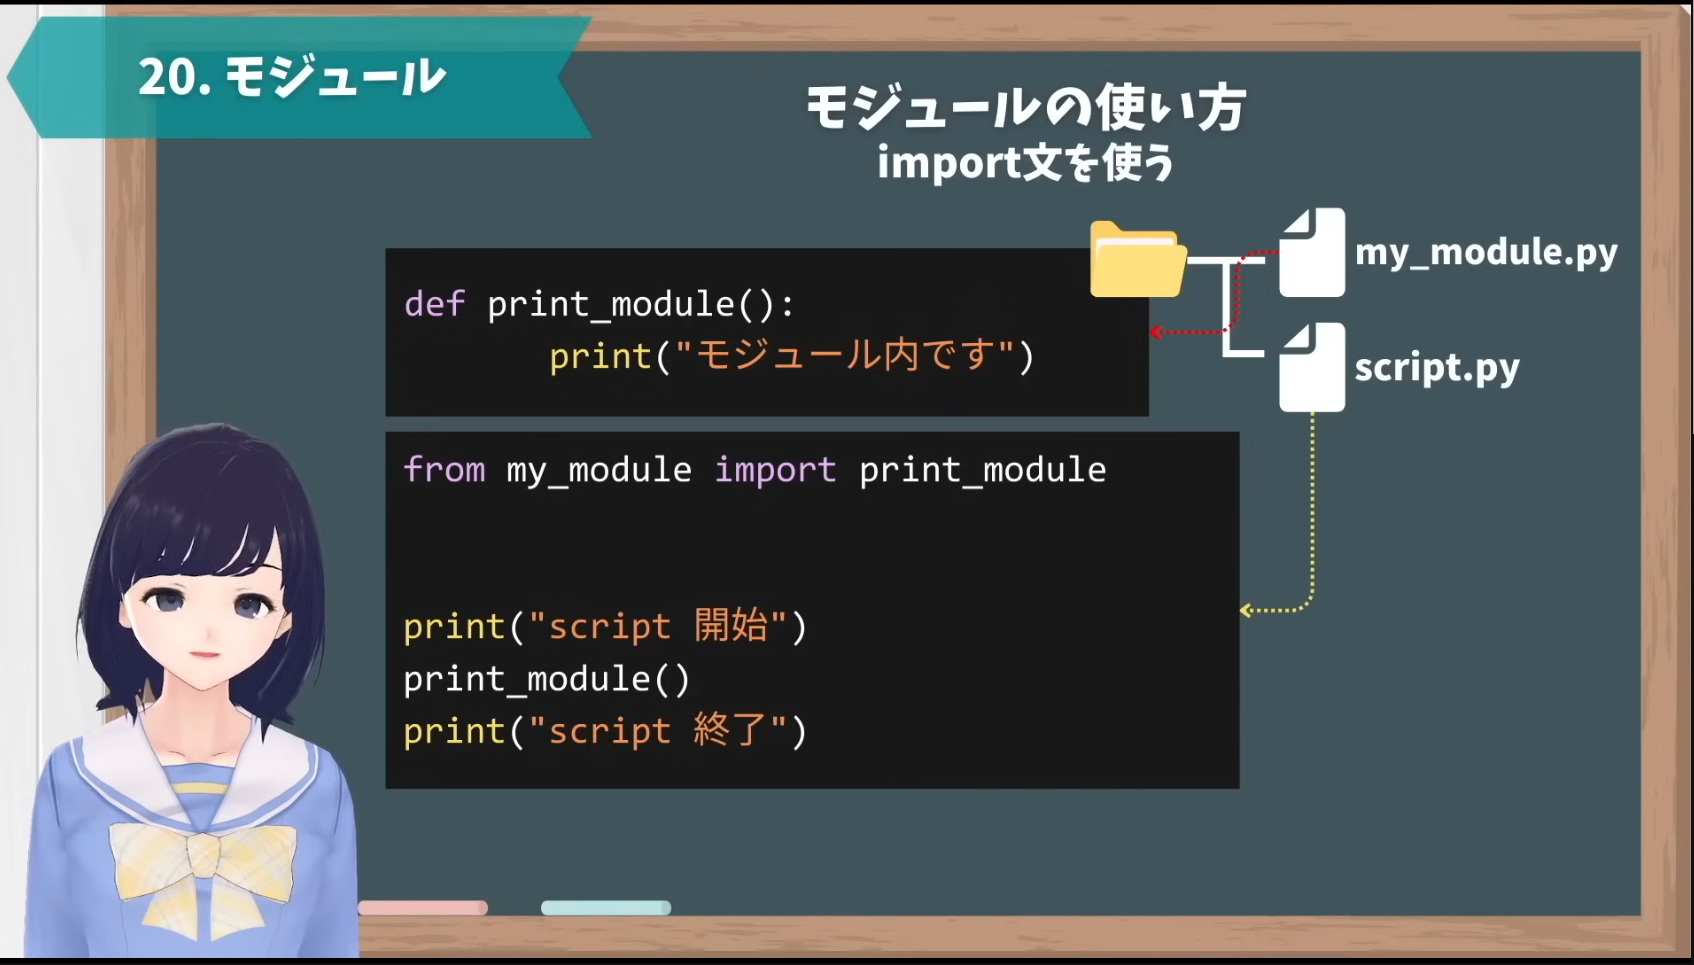 20. モジュール
モジュールの使い方
import文を使う
my_module.py
script.py
def print_module():
print("モジュール内です")
from my_module import print_module
print("script 開始")
print_module()
print("script 終了")